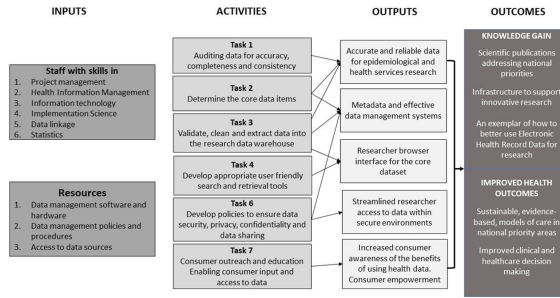 INPUTS
ACTIVITIES
OUTPUTS
OUTCOMES
Staff with skills in
1. Project management
2. Health Information Management
3. Information technology
4. Implementation Science
5. Data linkage
6. Statistics
Resources
1. Data management software and
hardware
2. Data management policies and
procedures
3. Access to data sources
Task 1
Auditing data for accuracy,
completeness and consistency
Task 2
Determine the core data items
Task 3
Validate, clean and extract data into
the research data warehouse
Task 4
Develop appropriate user friendly
search and retrieval tools
Task 6
Develop policies to ensure data
security, privacy, confidentiality and
data sharing
Task 7
Consumer outreach and education
Enabling consumer input and
access to data
Accurate and reliable data
for epidemiological and
health services research
Metadata and effective
data management systems
Researcher browser
interface for the core
dataset
Streamlined researcher
access to data within
secure environments
Increased consumer
awareness of the benefits
of using health data.
Consumer empowerment
KNOWLEDGE GAIN
Scientific publications
addressing national
priorities
Infrastructure to support
innovative research
An exemplar of how to
better use Electronic
Health Record Data for
research
IMPROVED HEALTH
OUTCOMES
Sustainable, evidence-
based, models of care in
national priority areas
Improved clinical and
healthcare decision
making